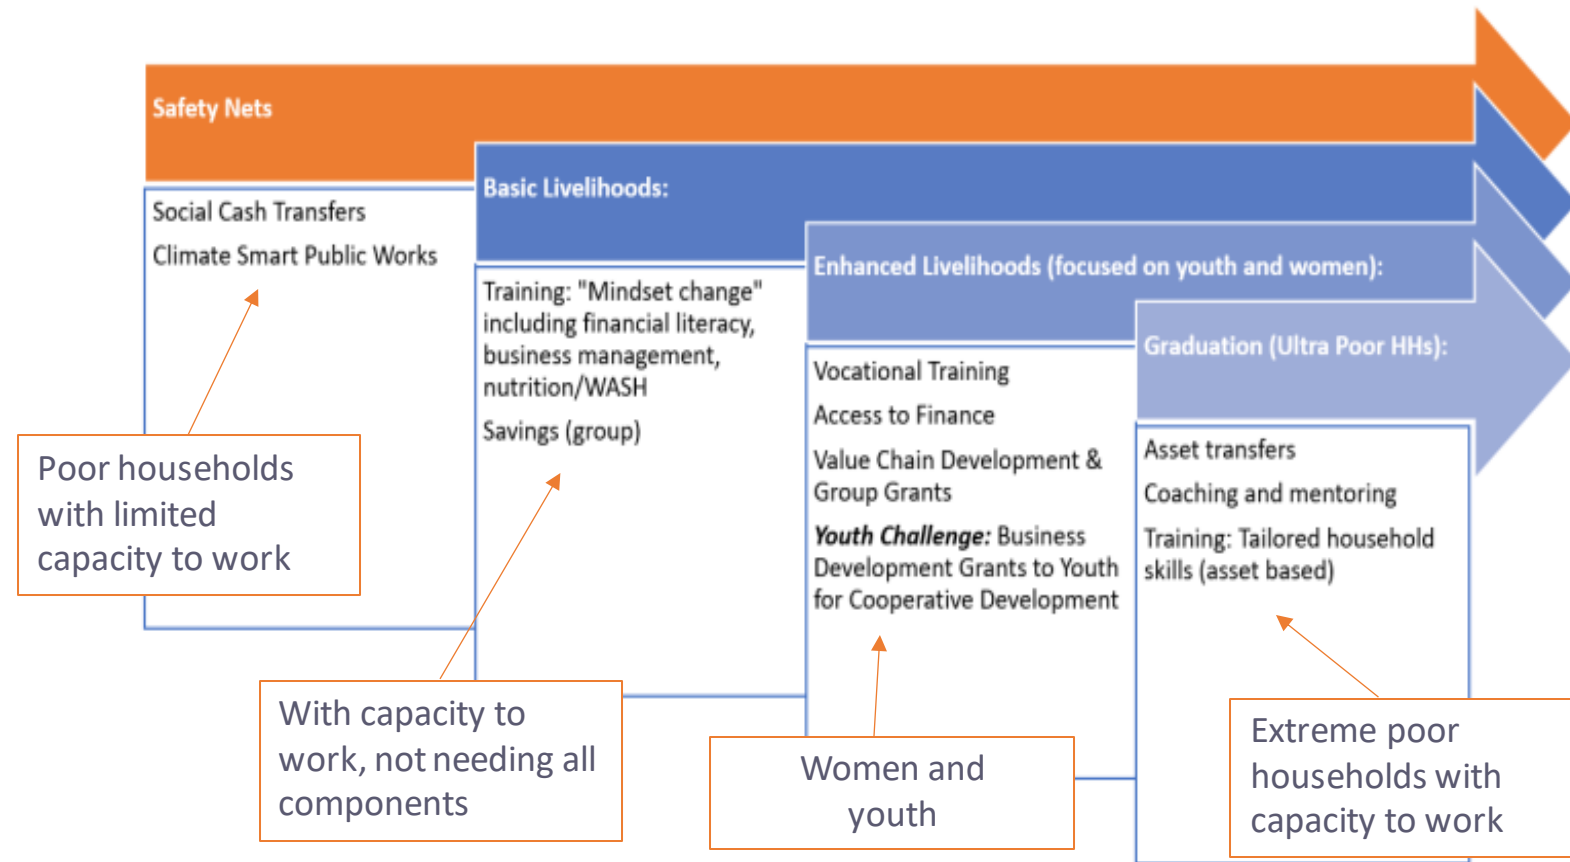 Safety Nets
Social Cash Transfers
Climate Smart Public Works
Poor households
with limited
capacity to work
Basic Livelihoods:
Training: "Mindset change"
including financial literacy,
business management,
nutrition/WASH
Savings (group)
With capacity to
work, not needing all
components
Enhanced Livelihoods (focused on youth and women):
Vocational Training
Access to Finance
Value Chain Development &
Group Grants
Youth Challenge: Business
Development Grants to Youth
for Cooperative Development
Women and
youth
Graduation (Ultra Poor HHs):
Asset transfers
Coaching and mentoring
Training: Tailored household
skills (asset based)
Extreme poor
households with
capacity to work